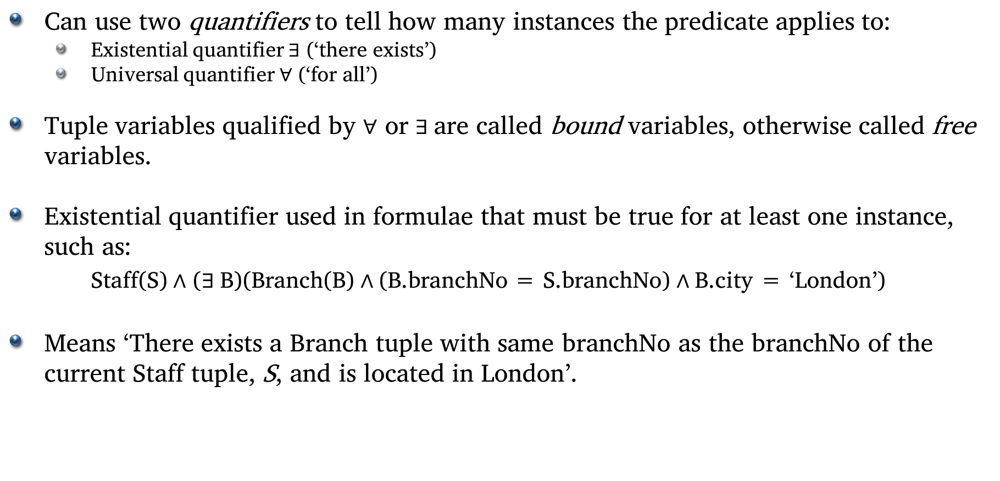 Can use two quantifiers to tell how many instances the predicate applies to:
Existential quantifier ∃ (‘there exists’)
Universal quantifier ∀ (‘for all’)
Tuple variables qualified by ∀ or ∃ are called bound variables, otherwise called free
variables.
Existential quantifier used in formulae that must be true for at least one instance,
such as:
Staff(S) ∧ (∃ B)(Branch(B) ∧ (B.branchNo = S.branchNo) ∧ B.city = ‘London’)
Means ‘There exists a Branch tuple with same branchNo as the branchNo of the
current Staff tuple, S, and is located in London’.